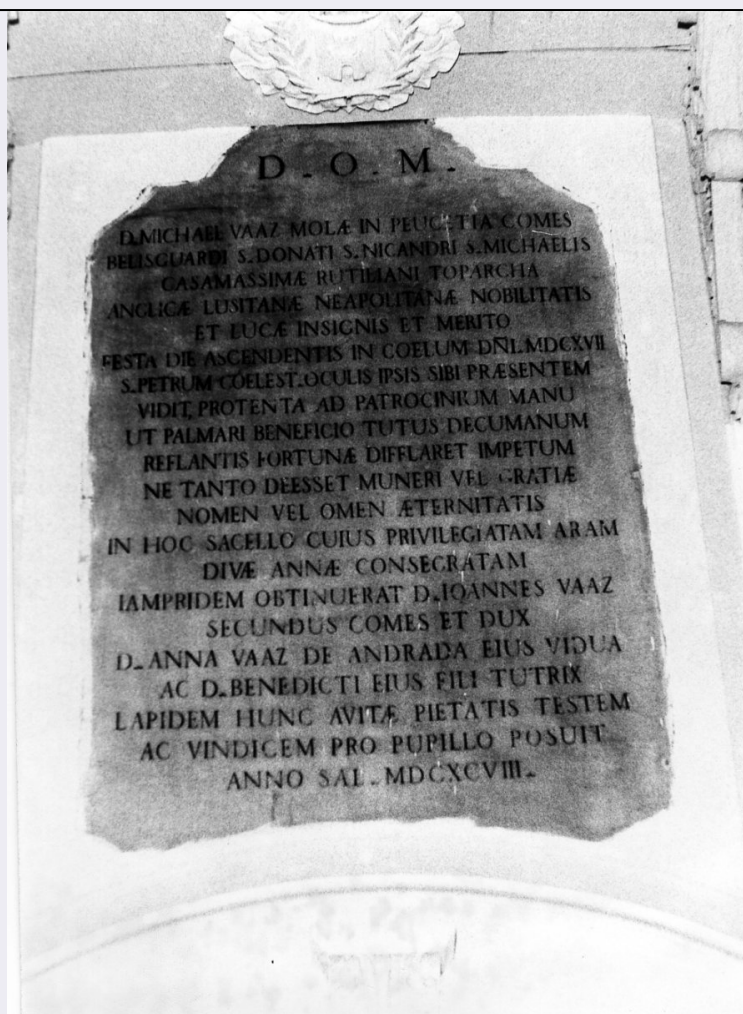 D. O. M.
D. MICHAEL VAAZ MOLÆ IN PEUCETIA COMES
BELISGUARDI S. DONATI S. NICANDRI S. MICHAELIS
CASAMASSIMÆ RUTILIANI TOPARCHA
ANGLICÆ LUSITANÆ NEAPOLITANÆ NOBILITATIS
ET LUCÆ INSIGNIS ET MERITO
FESTA DIE ASCENDENTIS IN COELUM DÑI. MDCXVII
S. PETRUM COELEST. OCULIS IPSIS SIBI PRÆSENTEM
VIDIT, PROTENTA AD PATROCINIUM MANU
UT PALMARI BENEFICIO TUTUS DECUMANUM
REFLANTIS FORTUNÆ DIFFLARET IMPETUM
NE TANTO DEESSET MUNERI VEL GRATIÆ
NOMEN VEL OMEN ÆTERNITATIS
IN HOC SACELLO CUIUS PRIVILEGIATAM ARAM
DIVÆ ANNÆ CONSECRATAM
IAMPRIDEM OBTINUERAT D. IOANNES VAAZ
SECUNDUS COMES ET DUX
D. ANNA VAAZ DE ANDRADA EIUS VIDUA
AC D. BENEDICTI EIUS FILI TUTRIX
LAPIDEM HUNC AVITÆ PIETATIS TESTEM
AC VINDICEM PRO PUPILLO POSUIT
ANNO SAL. MDCXCVIII.